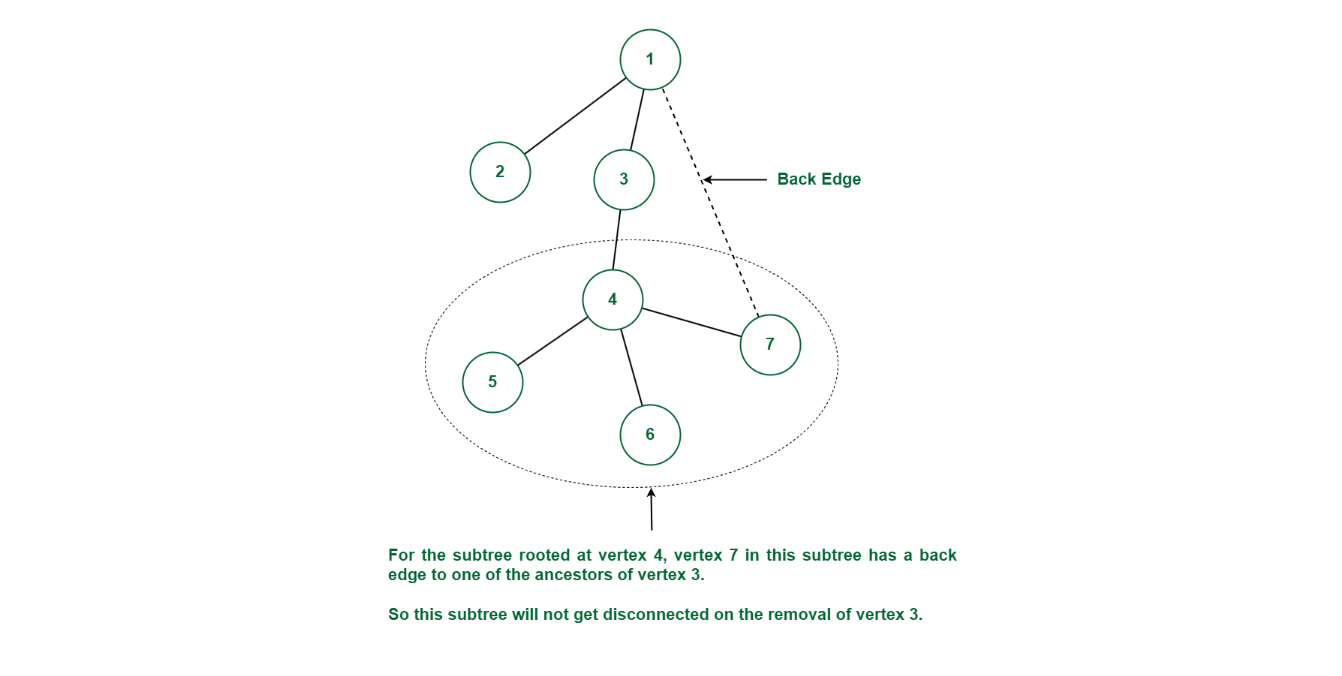 1
2
3
Back Edge
4
7
5
6
For the subtree rooted at vertex 4, vertex 7 in this subtree has a back
edge to one of the ancestors of vertex 3.
So this subtree will not get disconnected on the removal of vertex 3.